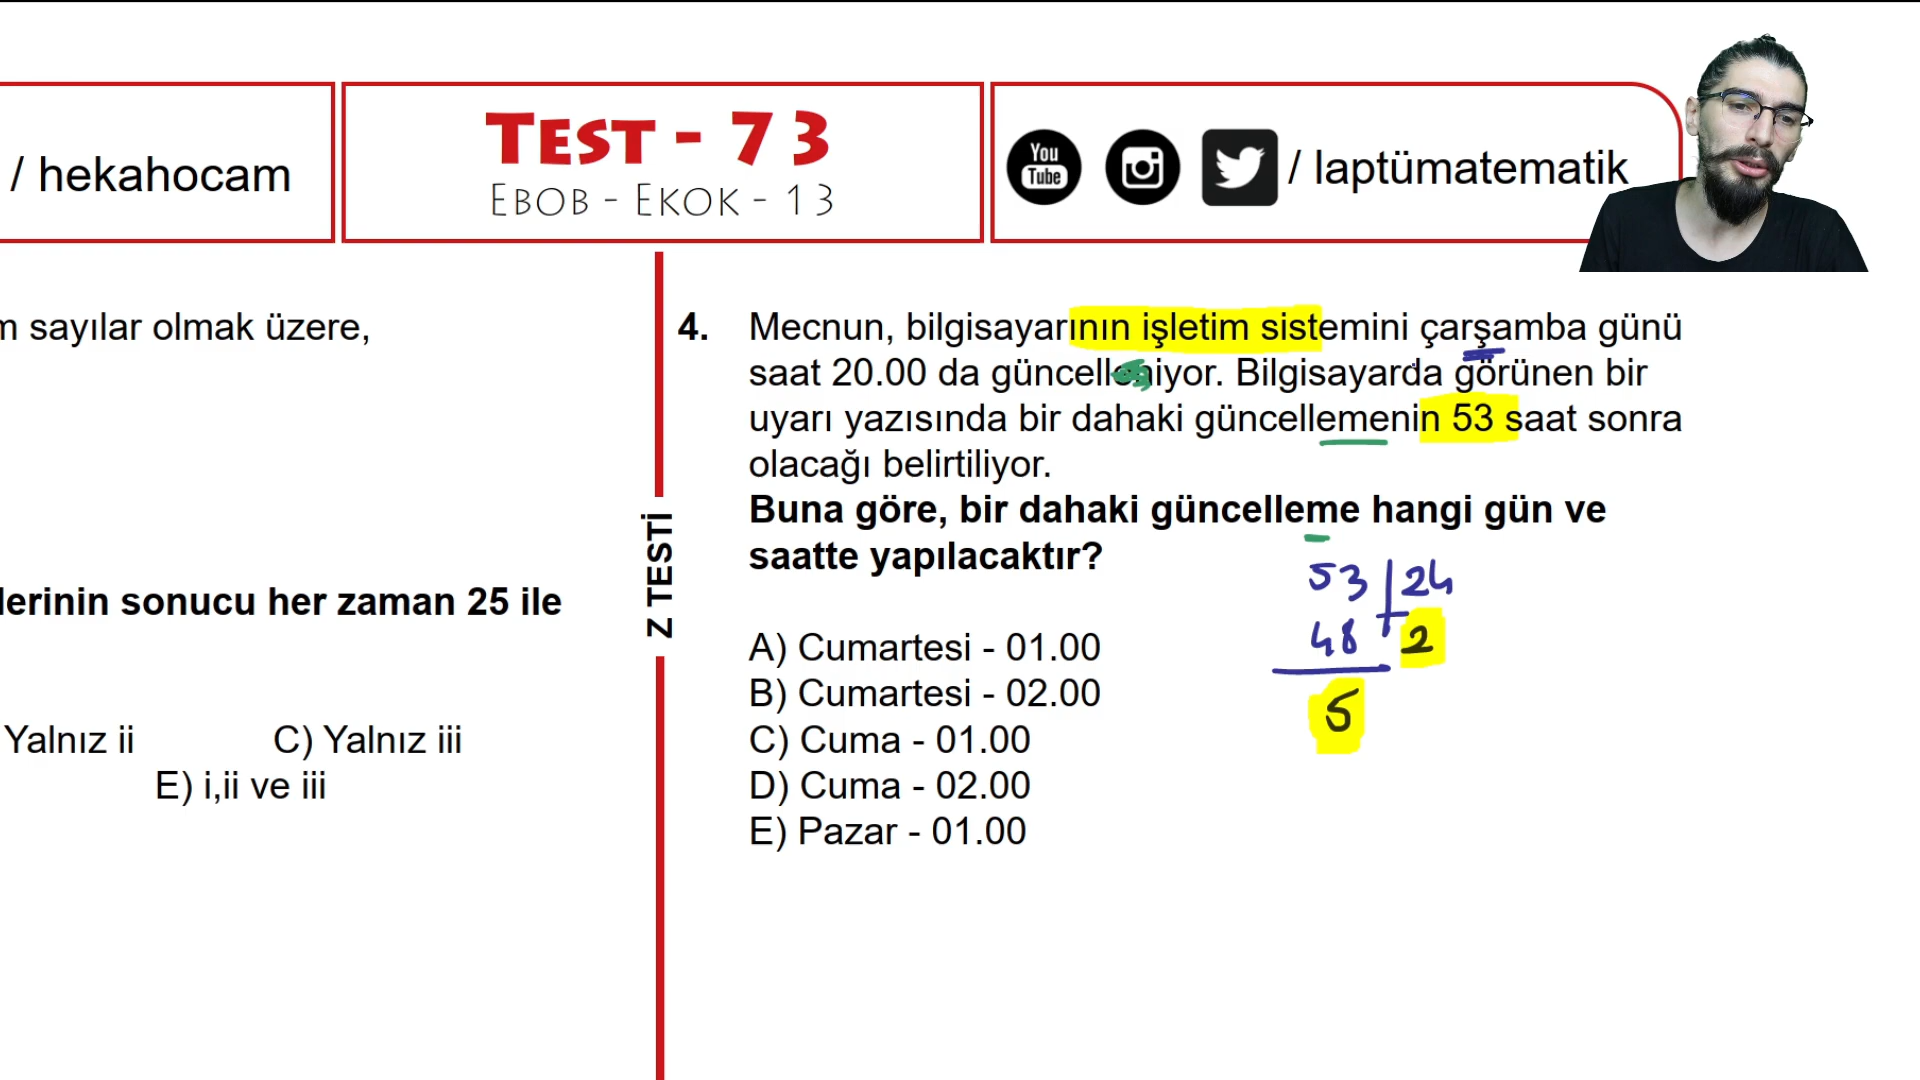 / hekahocam
TEST - 73
EBOB - EKOK - 13
You
Tube
/ laptümatematik
m sayılar olmak üzere,
lerinin sonucu her zaman 25 ile
Yalnız ii C) Yalnız iii
E) i,ii ve iii
Z TESTİ
4. Mecnun, bilgisayarının işletim sistemini çarşamba günü
saat 20.00 da güncelleniyor. Bilgisayarda görünen bir
uyarı yazısında bir dahaki güncellemenin 53 saat sonra
olacağı belirtiliyor.
Buna göre, bir dahaki güncelleme hangi gün ve
saatte yapılacaktır?
A) Cumartesi - 01.00
B) Cumartesi - 02.00
C) Cuma - 01.00
D) Cuma - 02.00
E) Pazar - 01.00
53 24
48 2
5